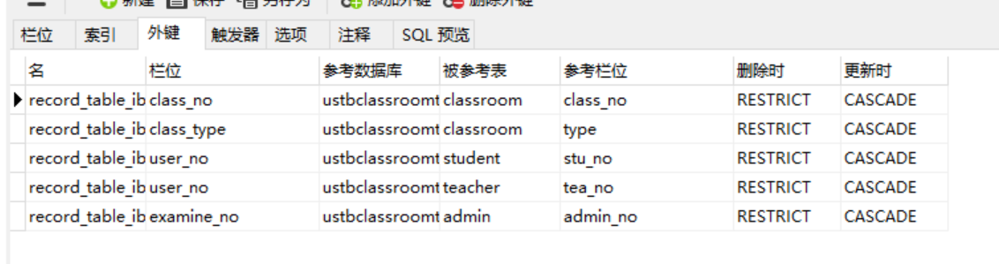 新建 保存 另存为 添加外键 删除外键
栏位 索引 外键 触发器 选项 注释 SQL 预览
名 栏位 参考数据库 被参考表 参考栏位 删除时 更新时
record_table_ib class_no ustbclassroomt classroom class_no RESTRICT CASCADE
record_table_ib class_type ustbclassroomt classroom type RESTRICT CASCADE
record_table_ib user_no ustbclassroomt student stu_no RESTRICT CASCADE
record_table_ib user_no ustbclassroomt teacher tea_no RESTRICT CASCADE
record_table_ib examine_no ustbclassroomt admin admin_no RESTRICT CASCADE